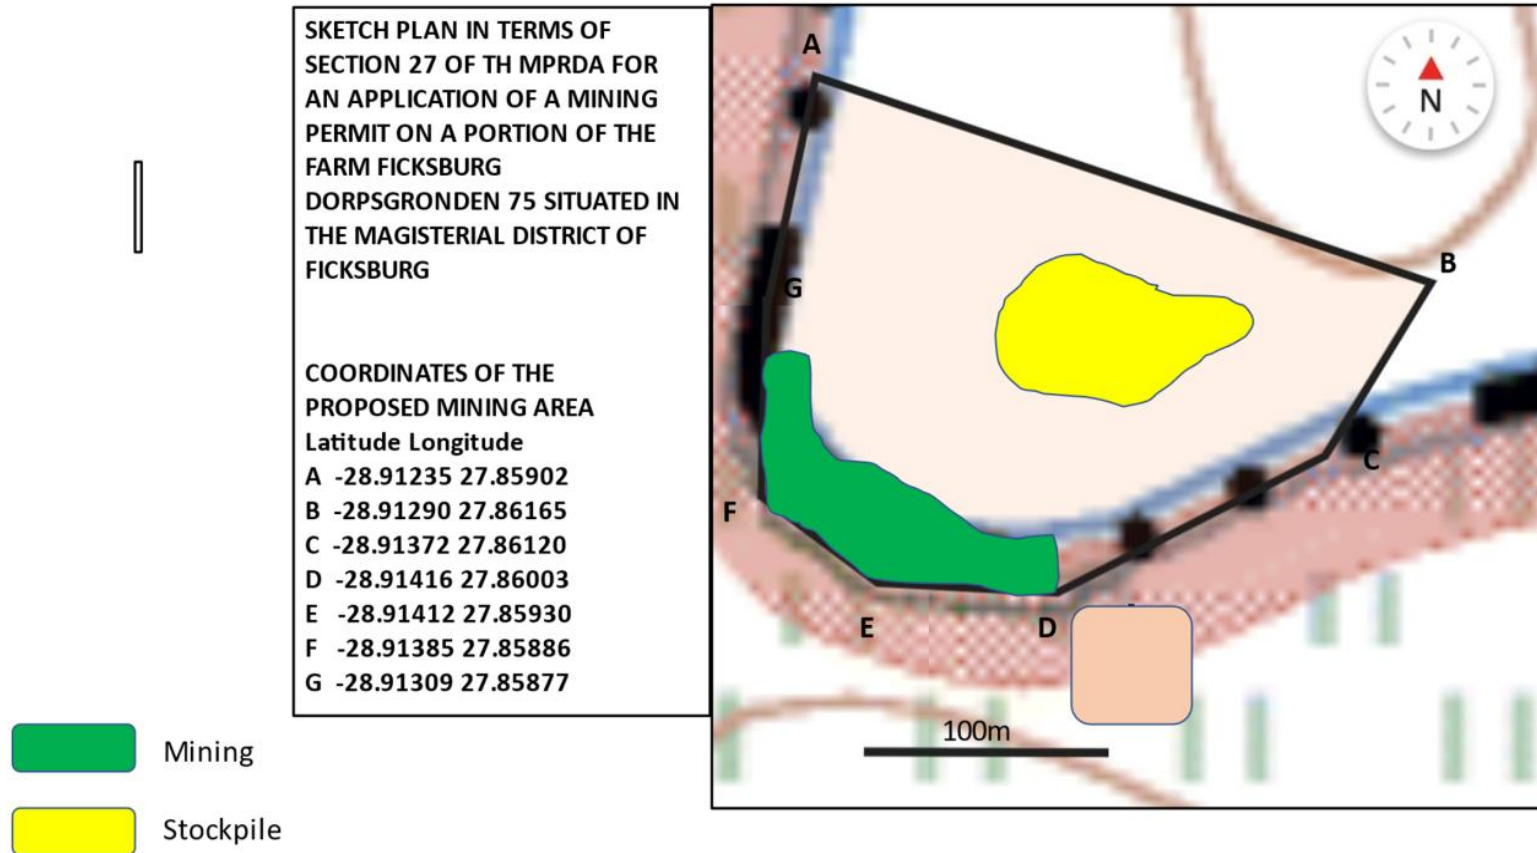 SKETCH PLAN IN TERMS OF
SECTION 27 OF TH MPRDA FOR
AN APPLICATION OF A MINING
PERMIT ON A PORTION OF THE
FARM FICKSBURG
DORPSGRONDEN 75 SITUATED IN
THE MAGISTERIAL DISTRICT OF
FICKSBURG
COORDINATES OF THE
PROPOSED MINING AREA
Latitude Longitude
A -28.91235 27.85902
B -28.91290 27.86165
C -28.91372 27.86120
D -28.91416 27.86003
E -28.91412 27.85930
F -28.91385 27.85886
G -28.91309 27.85877
Mining
Stockpile
A
N
B
G
C
F
E
D
100m